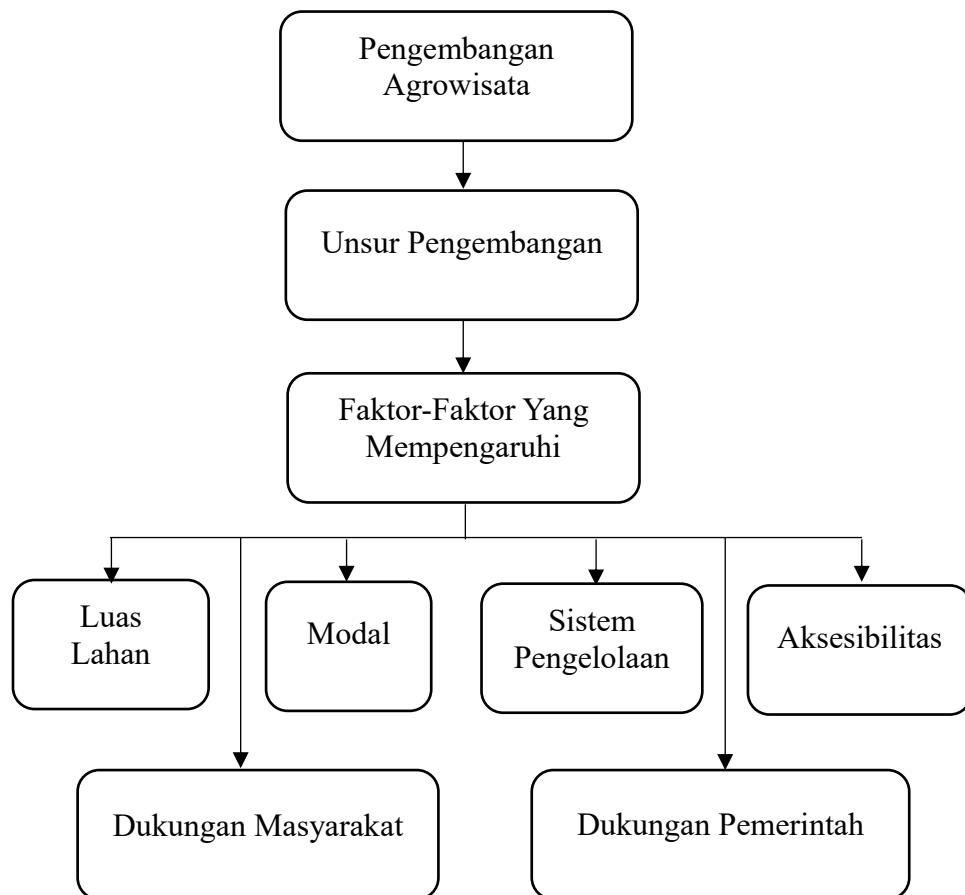 Pengembangan
Agrowisata
Unsur Pengembangan
Faktor-Faktor Yang
Mempengaruhi
Luas
Lahan
Modal
Sistem
Pengelolaan
Aksesibilitas
Dukungan Masyarakat
Dukungan Pemerintah